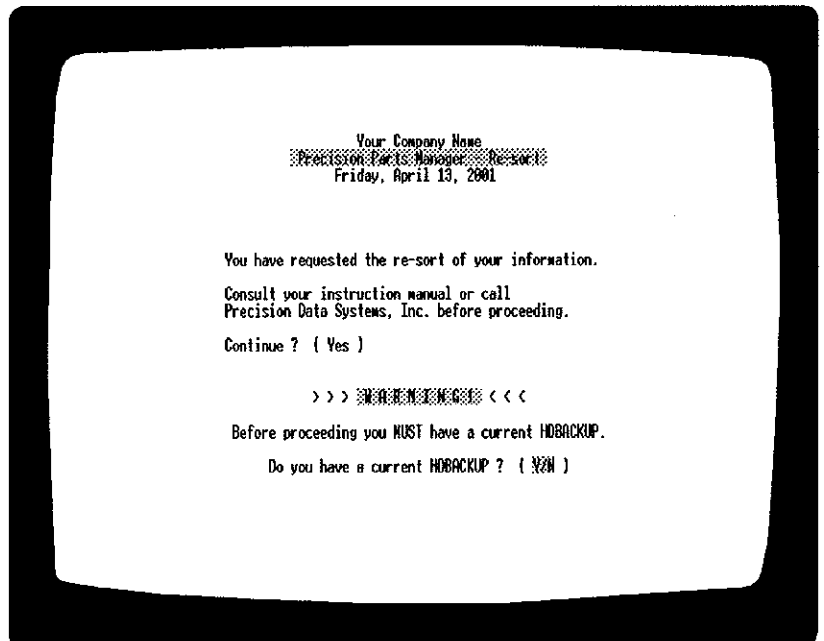 Your Company Name
Precision Parts Manager - Re-sort
Friday, April 13, 2001
You have requested the re-sort of your information.
Consult your instruction manual or call
Precision Data Systems, Inc. before proceeding.
Continue ? ( Yes )
> > > W A R N I N G ! < < <
Before proceeding you MUST have a current HDBACKUP.
Do you have a current HDBACKUP ? ( Y/N )